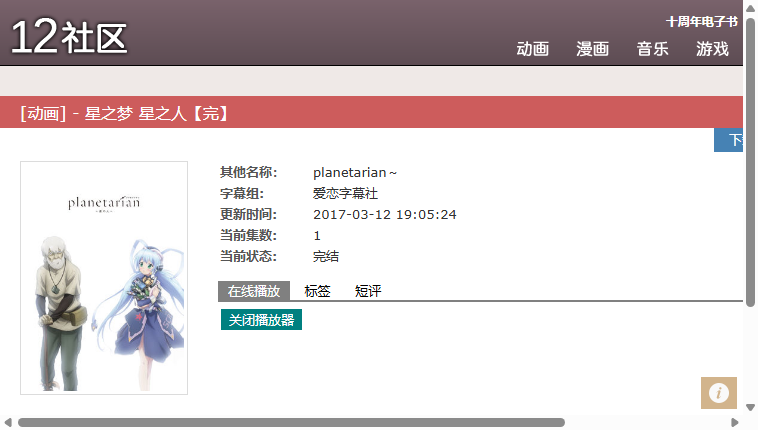 12社区
十周年电子书
动画 漫画 音乐 游戏
[动画] - 星之梦 星之人【完】
planetarian
其他名称: planetarian～
字幕组: 爱恋字幕社
更新时间: 2017-03-12 19:05:24
当前集数: 1
当前状态: 完结
在线播放 标签 短评
关闭播放器